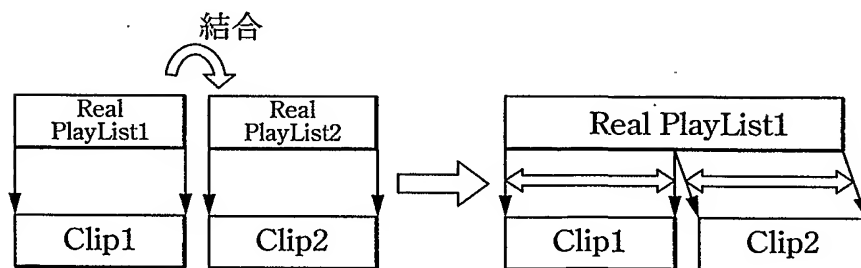 結合
Real
PlayList1
Real
PlayList2
Real PlayList1
Clip1
Clip2
Clip1
Clip2